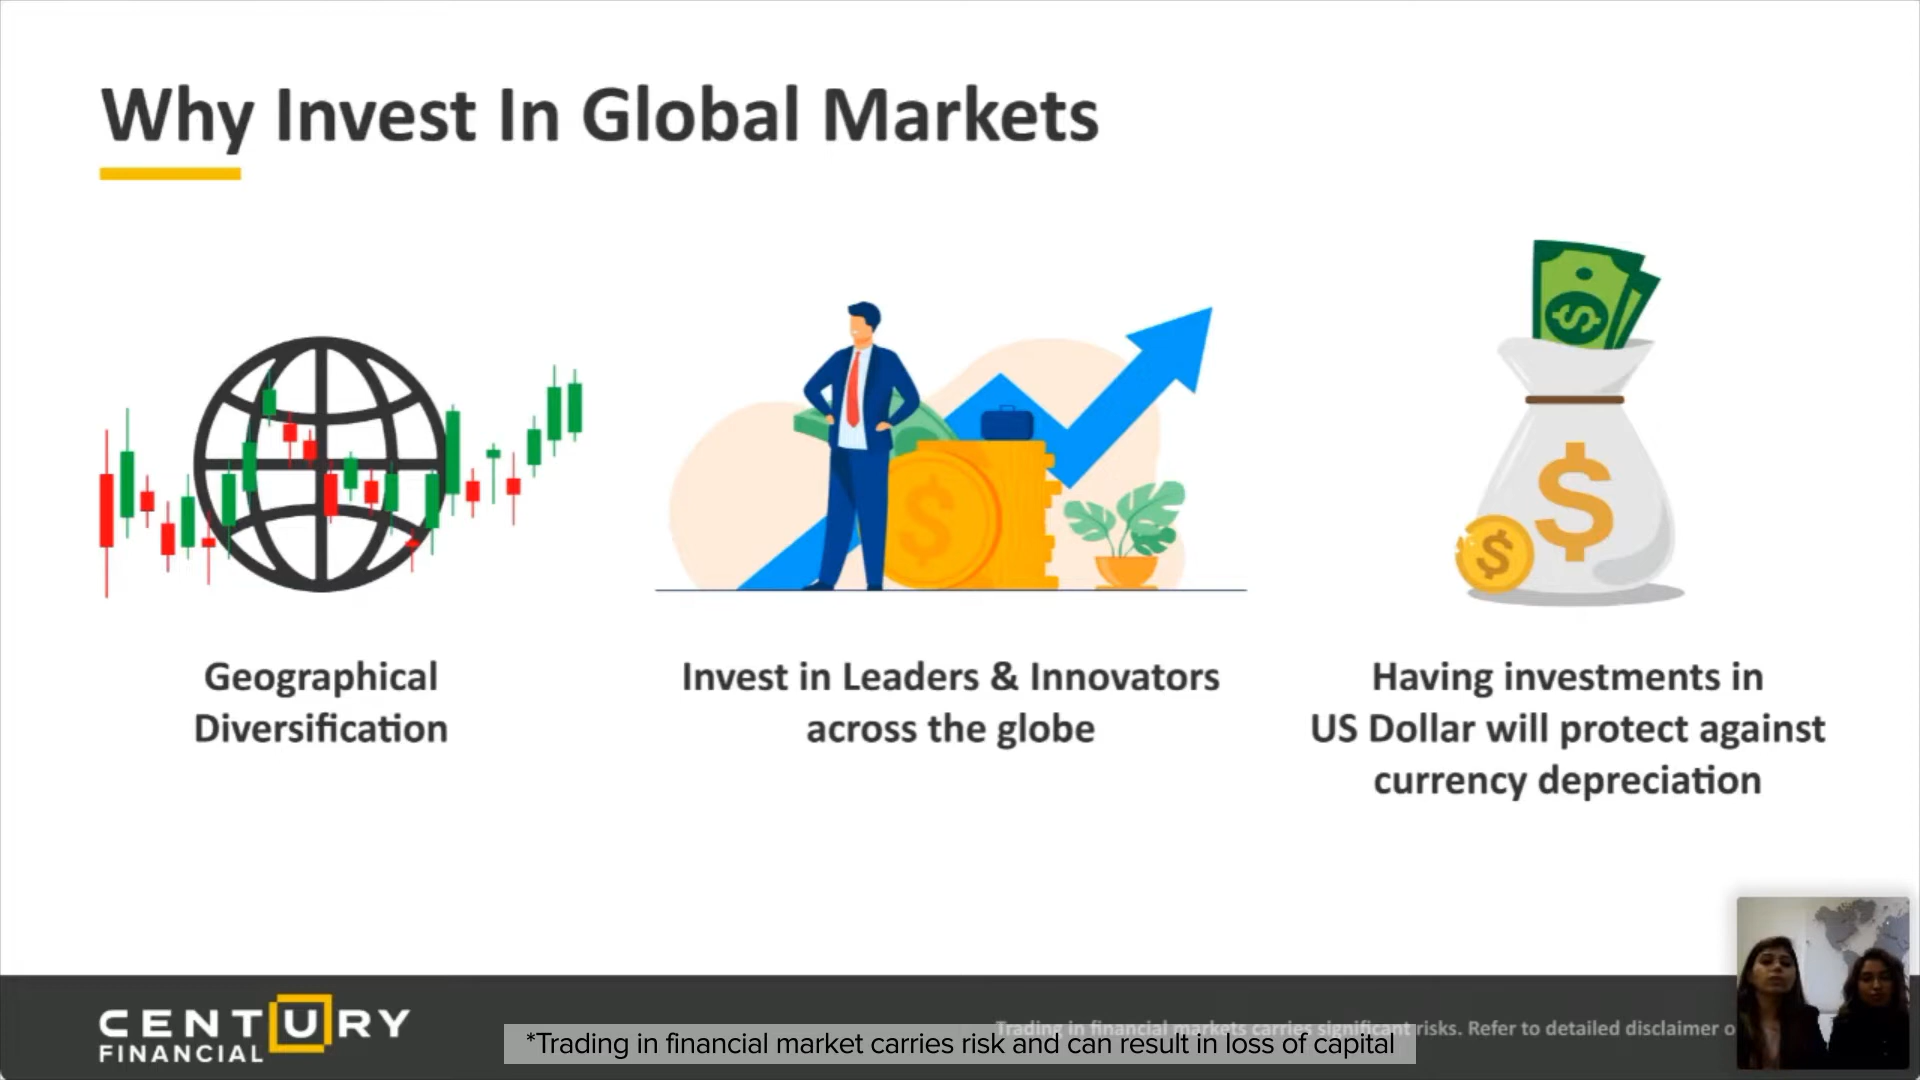 Why Invest In Global Markets
$
$
$
$
Geographical
Diversification
Invest in Leaders & Innovators
across the globe
Having investments in
US Dollar will protect against
currency depreciation
CENTURY
FINANCIAL
Trading in financial markets carries significant risks. Refer to detailed disclaimer o
*Trading in financial market carries risk and can result in loss of capital